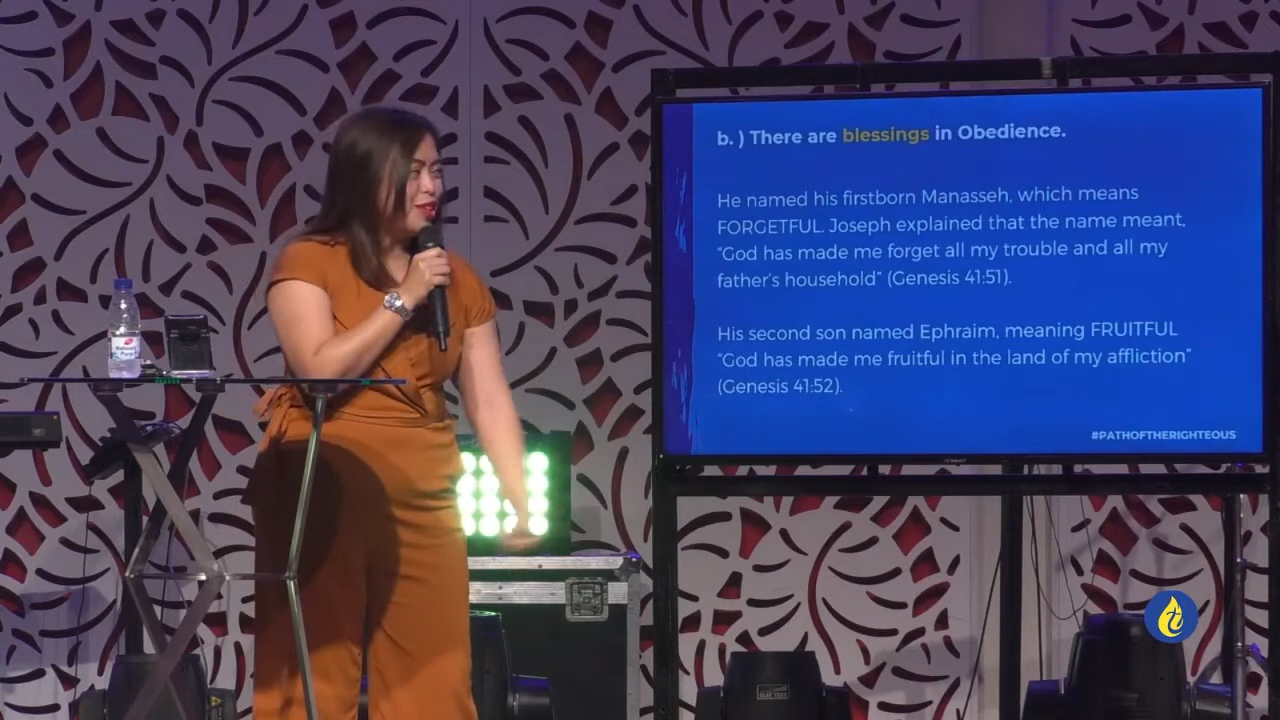 b. ) There are blessings in Obedience.
He named his firstborn Manasseh, which means
FORGETFUL. Joseph explained that the name meant,
“God has made me forget all my trouble and all my
father's household” (Genesis 41:51).
His second son named Ephraim, meaning FRUITFUL
“God has made me fruitful in the land of my affliction”
(Genesis 41:52).
#PATHOFTHERIGHTEOUS